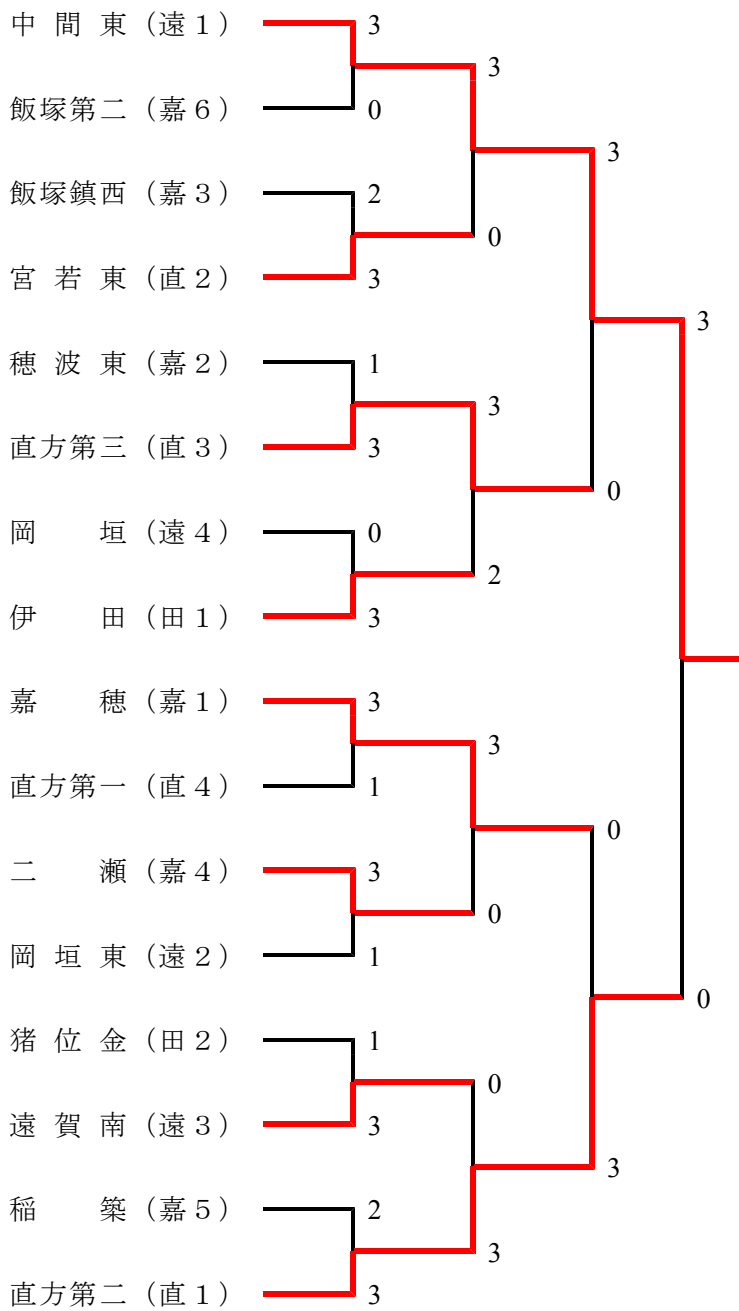 中間東（遠１） 3
3
飯塚第二（嘉６） 0
3
飯塚鎮西（嘉３） 2
0
宮若東（直２） 3
3
穂波東（嘉２） 1
3
直方第三（直３） 3
0
岡垣（遠４） 0
2
伊田（田１） 3
嘉穂（嘉１） 3
3
直方第一（直４） 1
0
二瀬（嘉４） 3
0
岡垣東（遠２） 1
0
猪位金（田２） 1
0
遠賀南（遠３） 3
3
稲築（嘉５） 2
3
直方第二（直１） 3